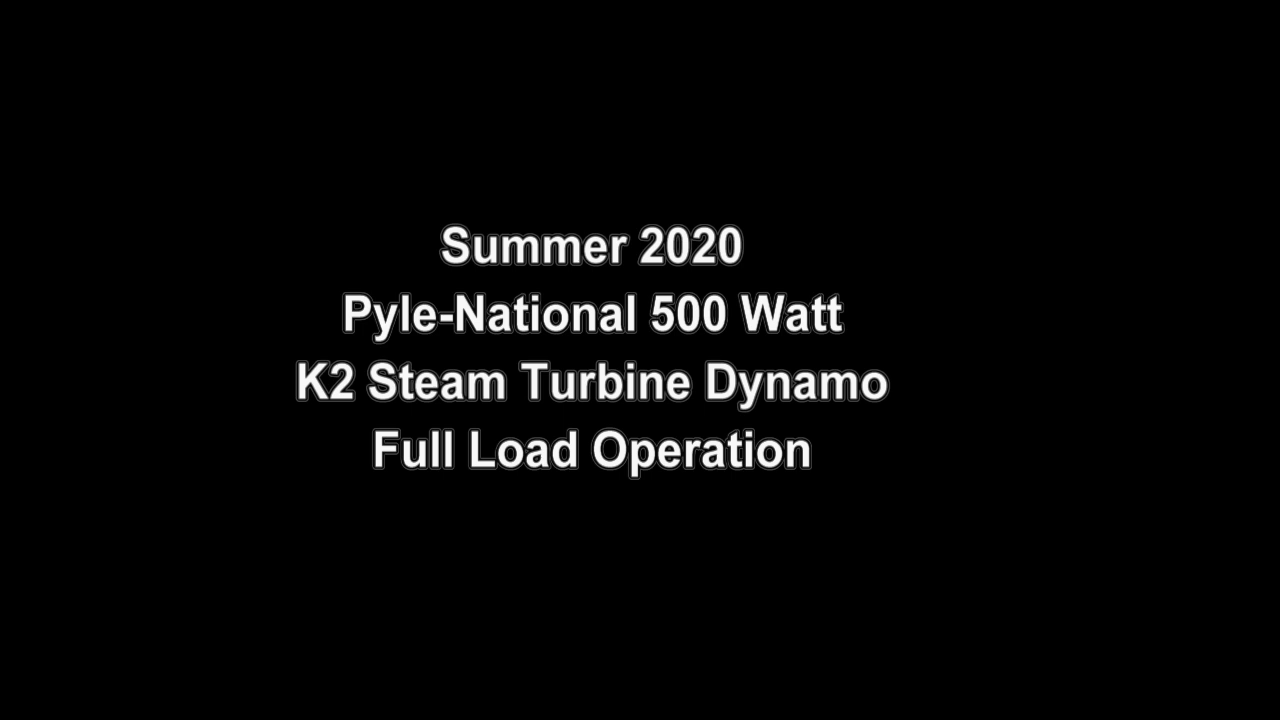 Summer 2020
Pyle-National 500 Watt
K2 Steam Turbine Dynamo
Full Load Operation